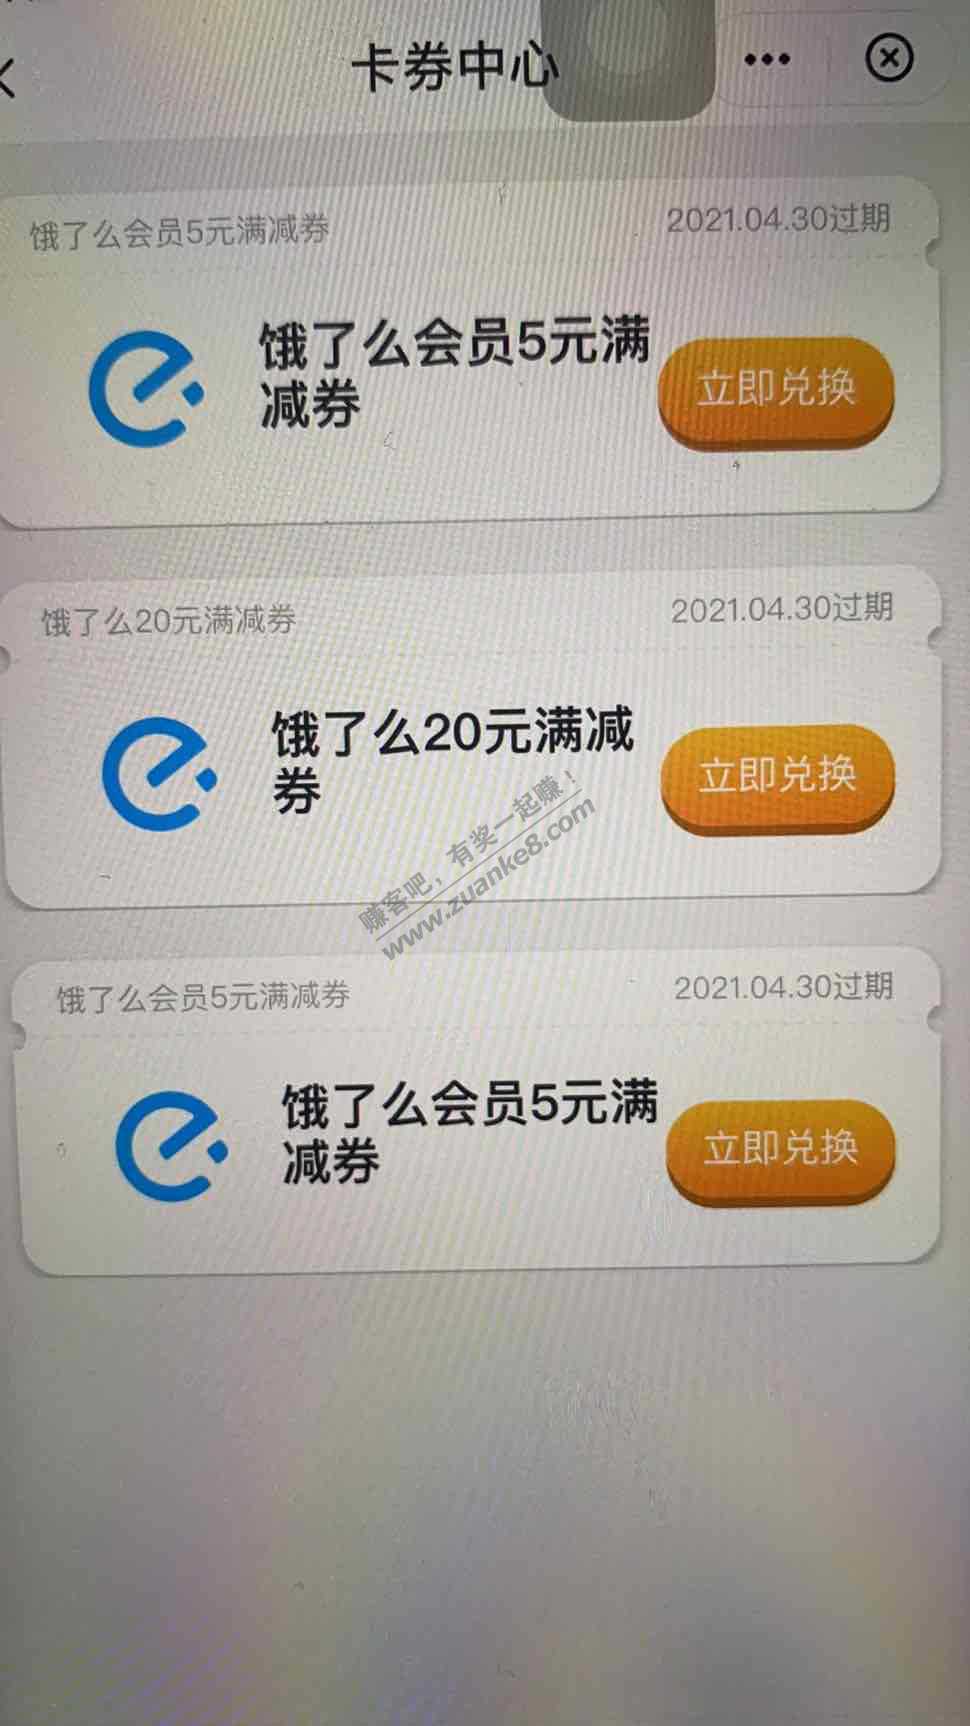 卡券中心
饿了么会员5元满减券
2021.04.30过期
饿了么会员5元满
减券
立即兑换
饿了么20元满减券
2021.04.30过期
饿了么20元满减
券
立即兑换
赚客吧，有奖一起赚！
www.zuanke8.com
饿了么会员5元满减券
2021.04.30过期
饿了么会员5元满
减券
立即兑换